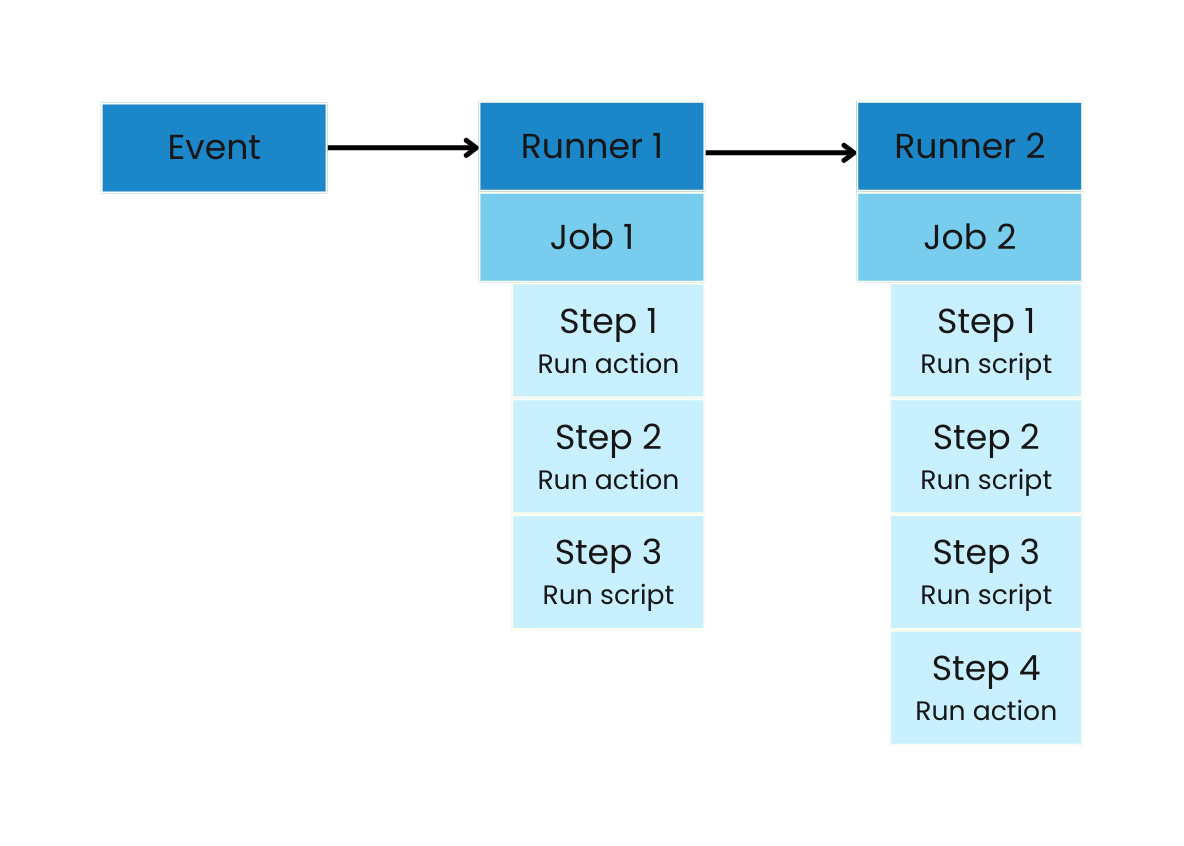 Event
Runner 1
Job 1
Step 1
Run action
Step 2
Run action
Step 3
Run script
Runner 2
Job 2
Step 1
Run script
Step 2
Run script
Step 3
Run script
Step 4
Run action